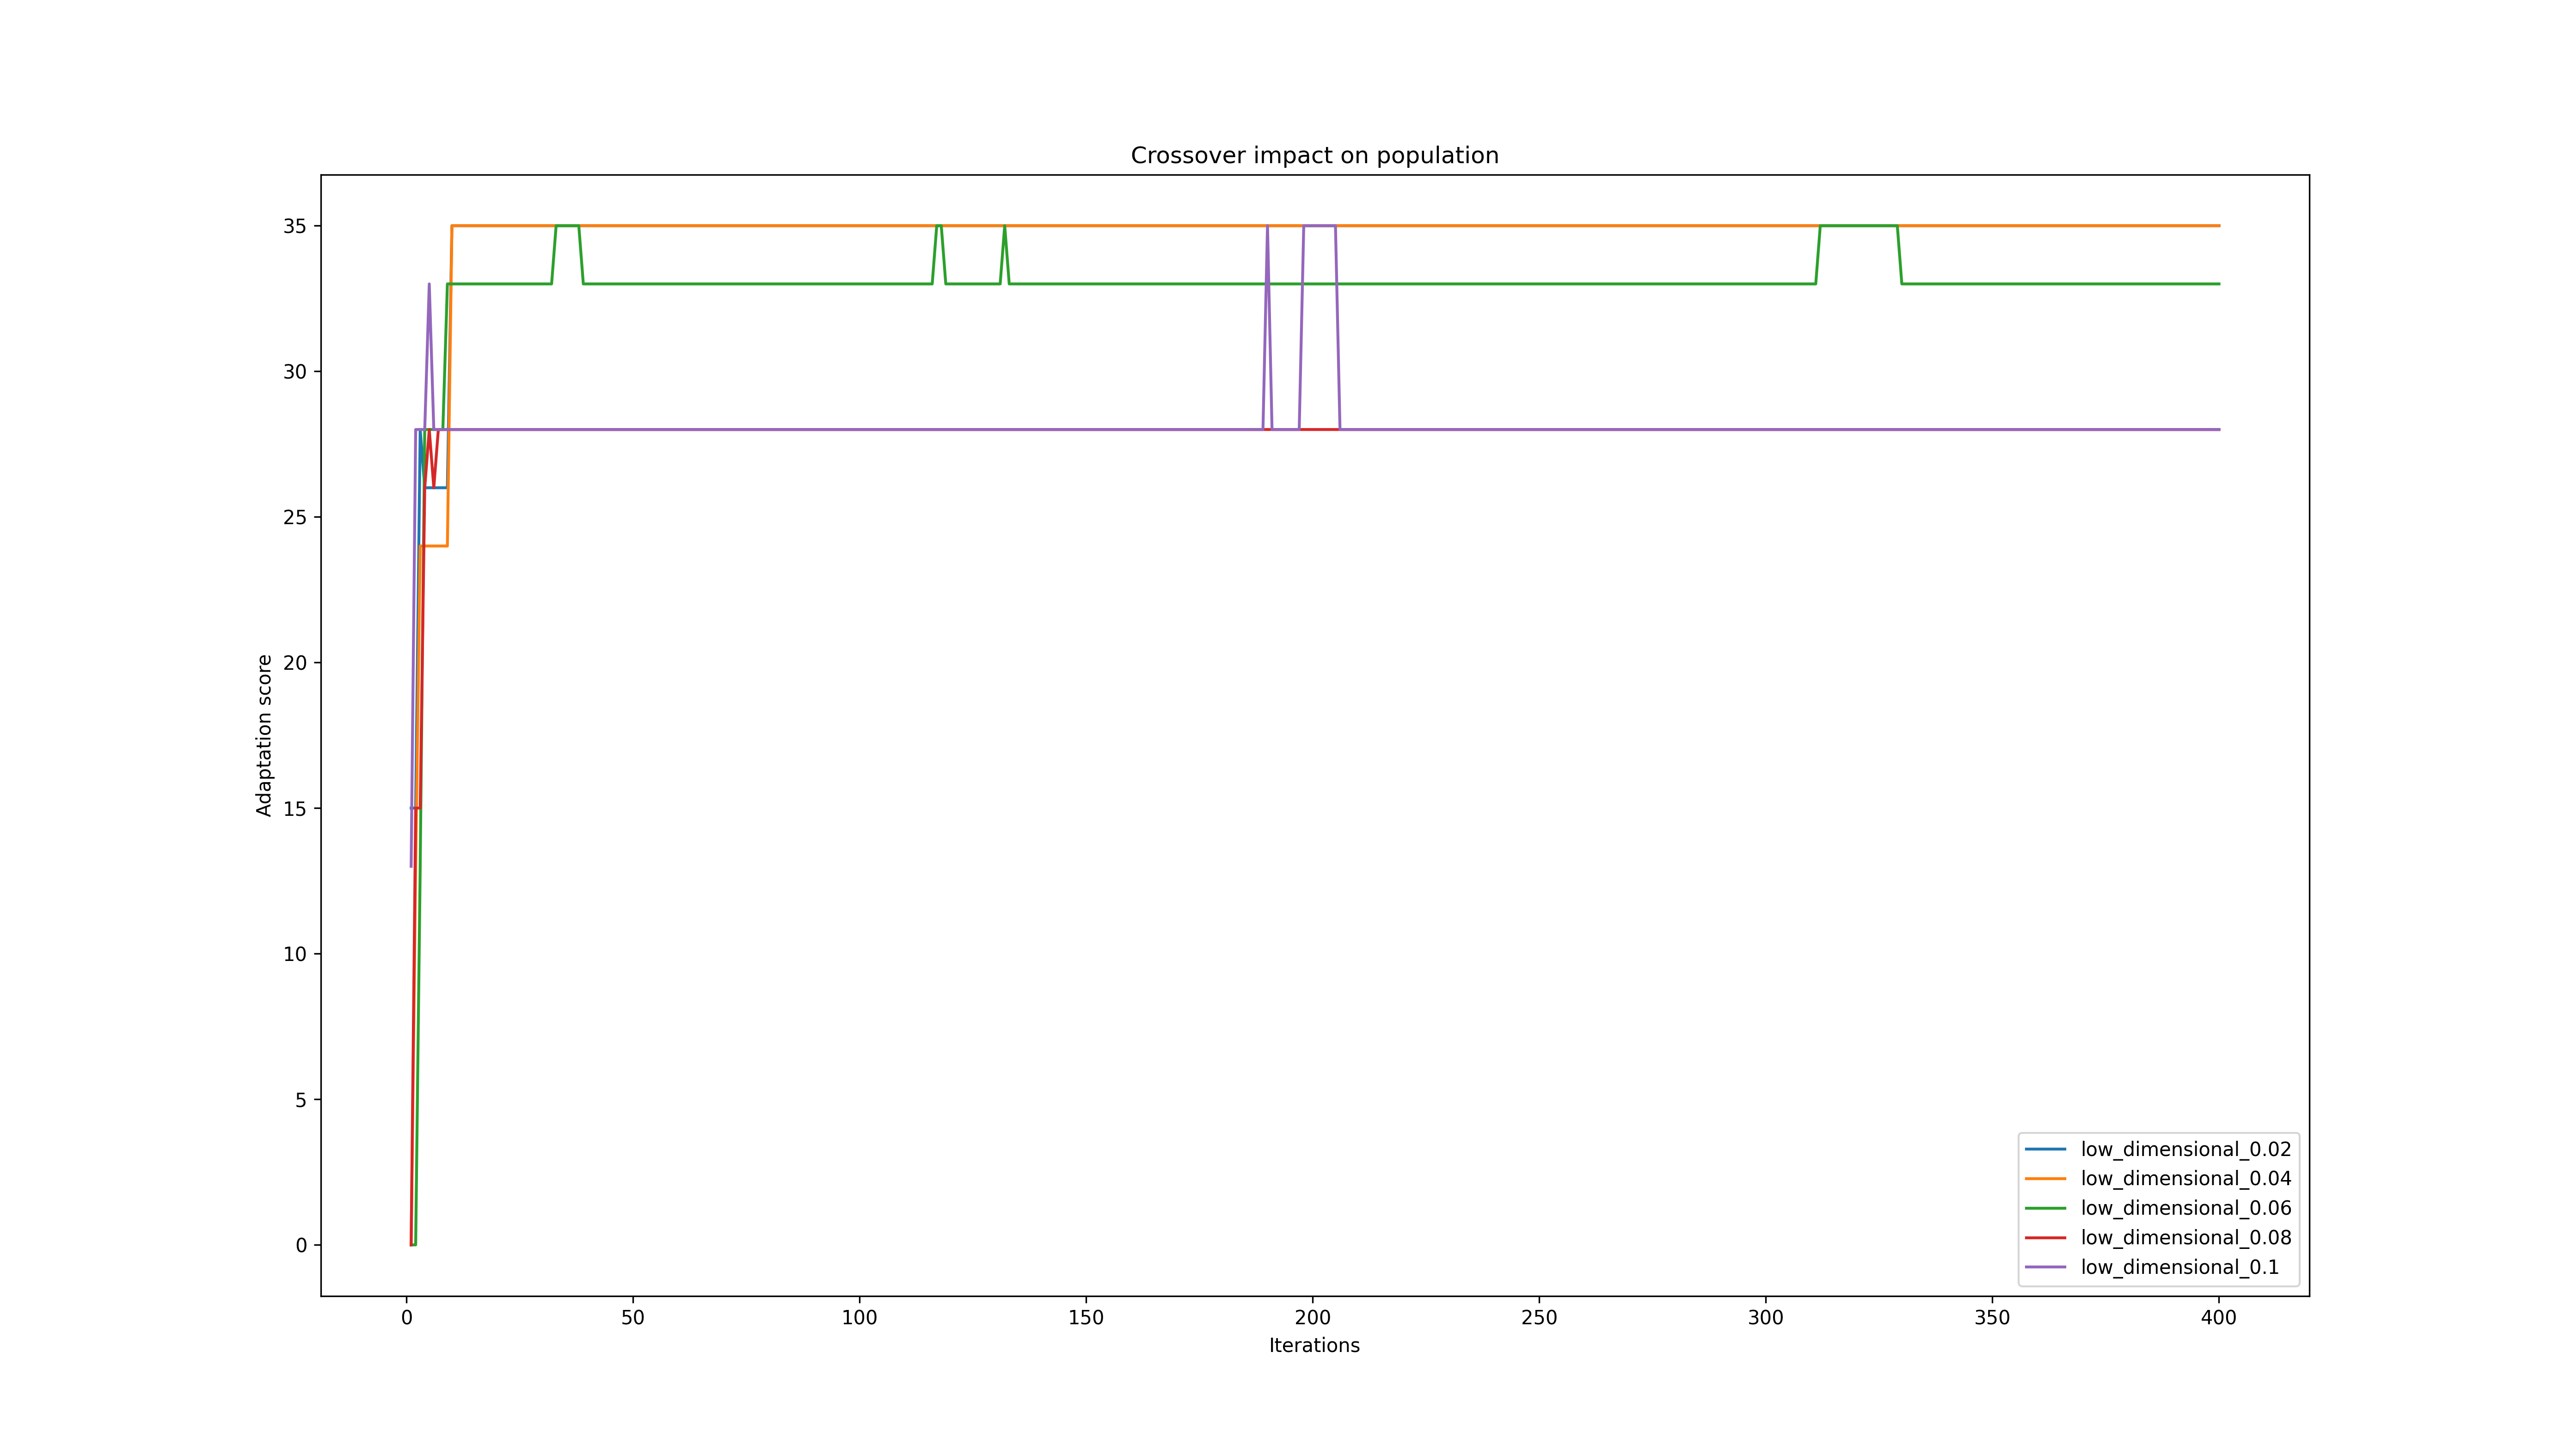 Crossover impact on population
35
30
25
20
15
10
5
0
Adaptation score
0 50 100 150 200 250 300 350 400
Iterations
low_dimensional_0.02
low_dimensional_0.04
low_dimensional_0.06
low_dimensional_0.08
low_dimensional_0.1